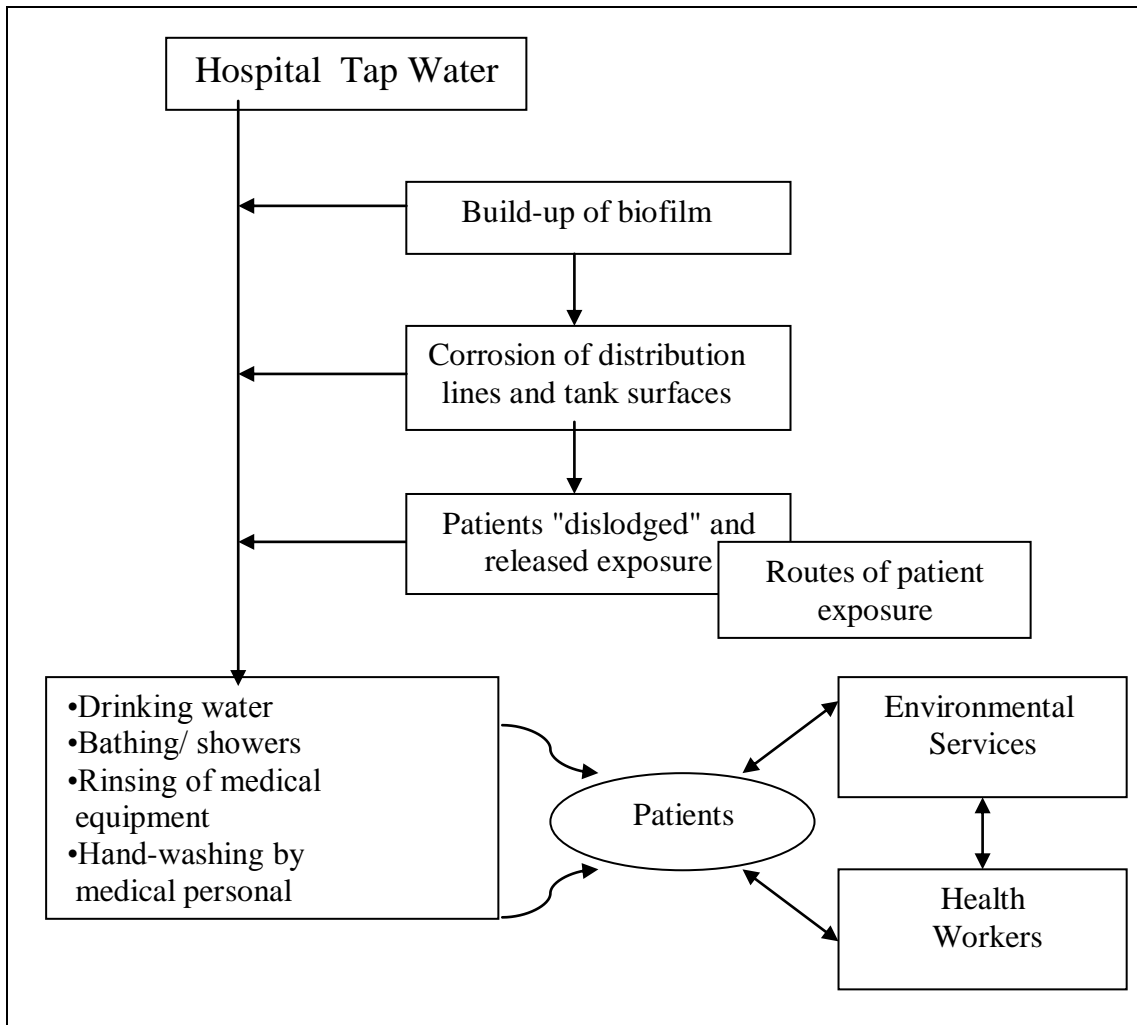 Hospital Tap Water
Build-up of biofilm
Corrosion of distribution
lines and tank surfaces
Patients "dislodged" and
released exposure
Routes of patient
exposure
•Drinking water
•Bathing/ showers
•Rinsing of medical
equipment
•Hand-washing by
medical personal
Patients
Environmental
Services
Health
Workers